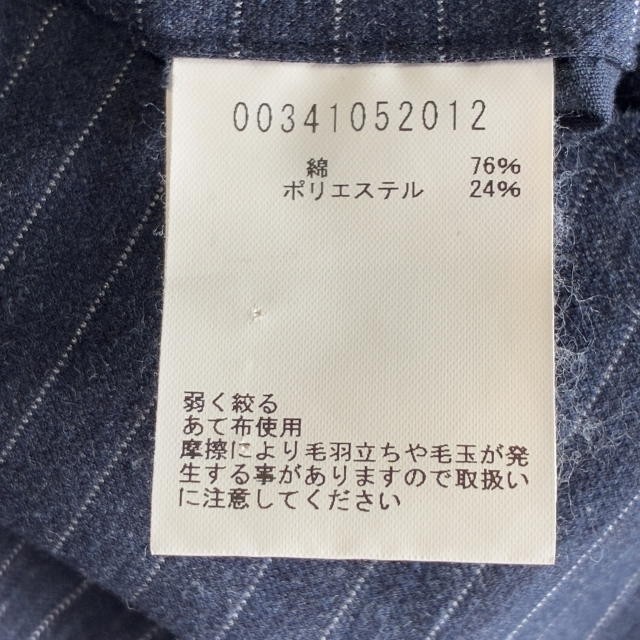 00341052012
綿 76%
ポリエステル 24%
弱く絞る
あて布使用
摩擦により毛羽立ちや毛玉が発
生する事がありますので取扱い
に注意してください